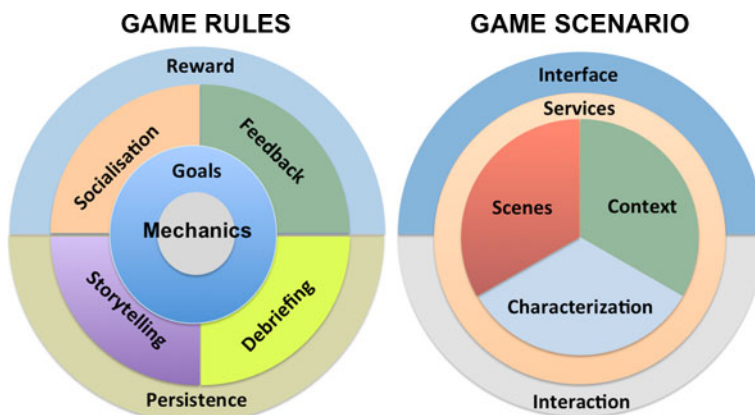 GAME RULES
Reward
Socialisation
Feedback
Goals
Mechanics
Storytelling
Debriefing
Persistence
GAME SCENARIO
Interface
Services
Scenes
Context
Characterization
Interaction